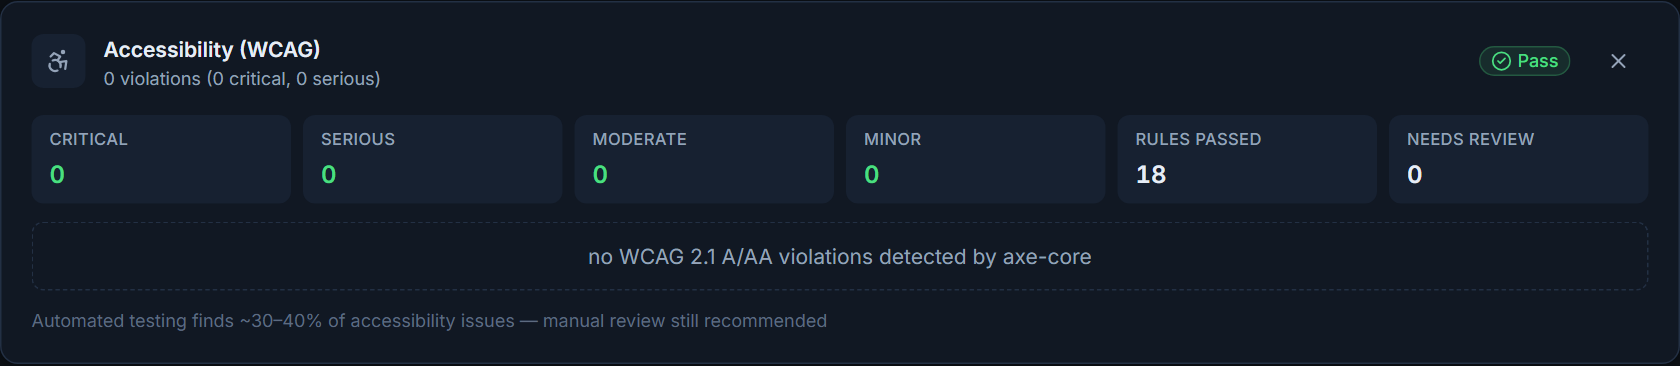 Accessibility (WCAG)
0 violations (0 critical, 0 serious)
Pass
CRITICAL
0
SERIOUS
0
MODERATE
0
MINOR
0
RULES PASSED
18
NEEDS REVIEW
0
no WCAG 2.1 A/AA violations detected by axe-core
Automated testing finds ~30–40% of accessibility issues — manual review still recommended